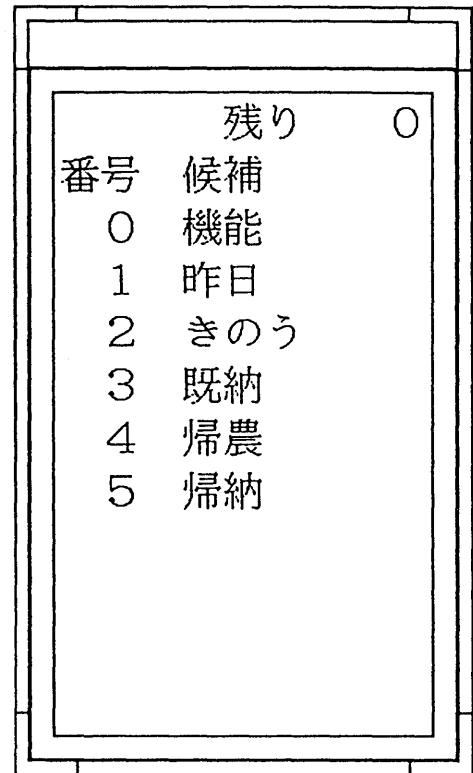 残り 0
番号 候補
0 機能
1 昨日
2 きのう
3 既納
4 帰農
5 帰納